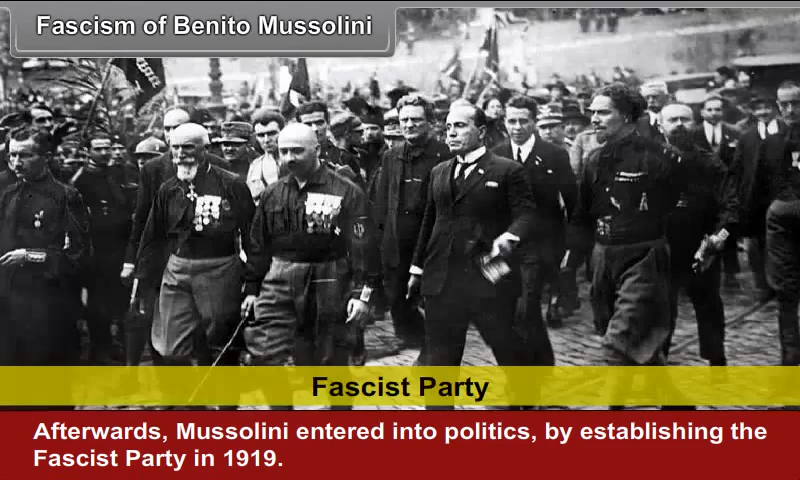 Fascism of Benito Mussolini
Fascist Party
Afterwards, Mussolini entered into politics, by establishing the
Fascist Party in 1919.